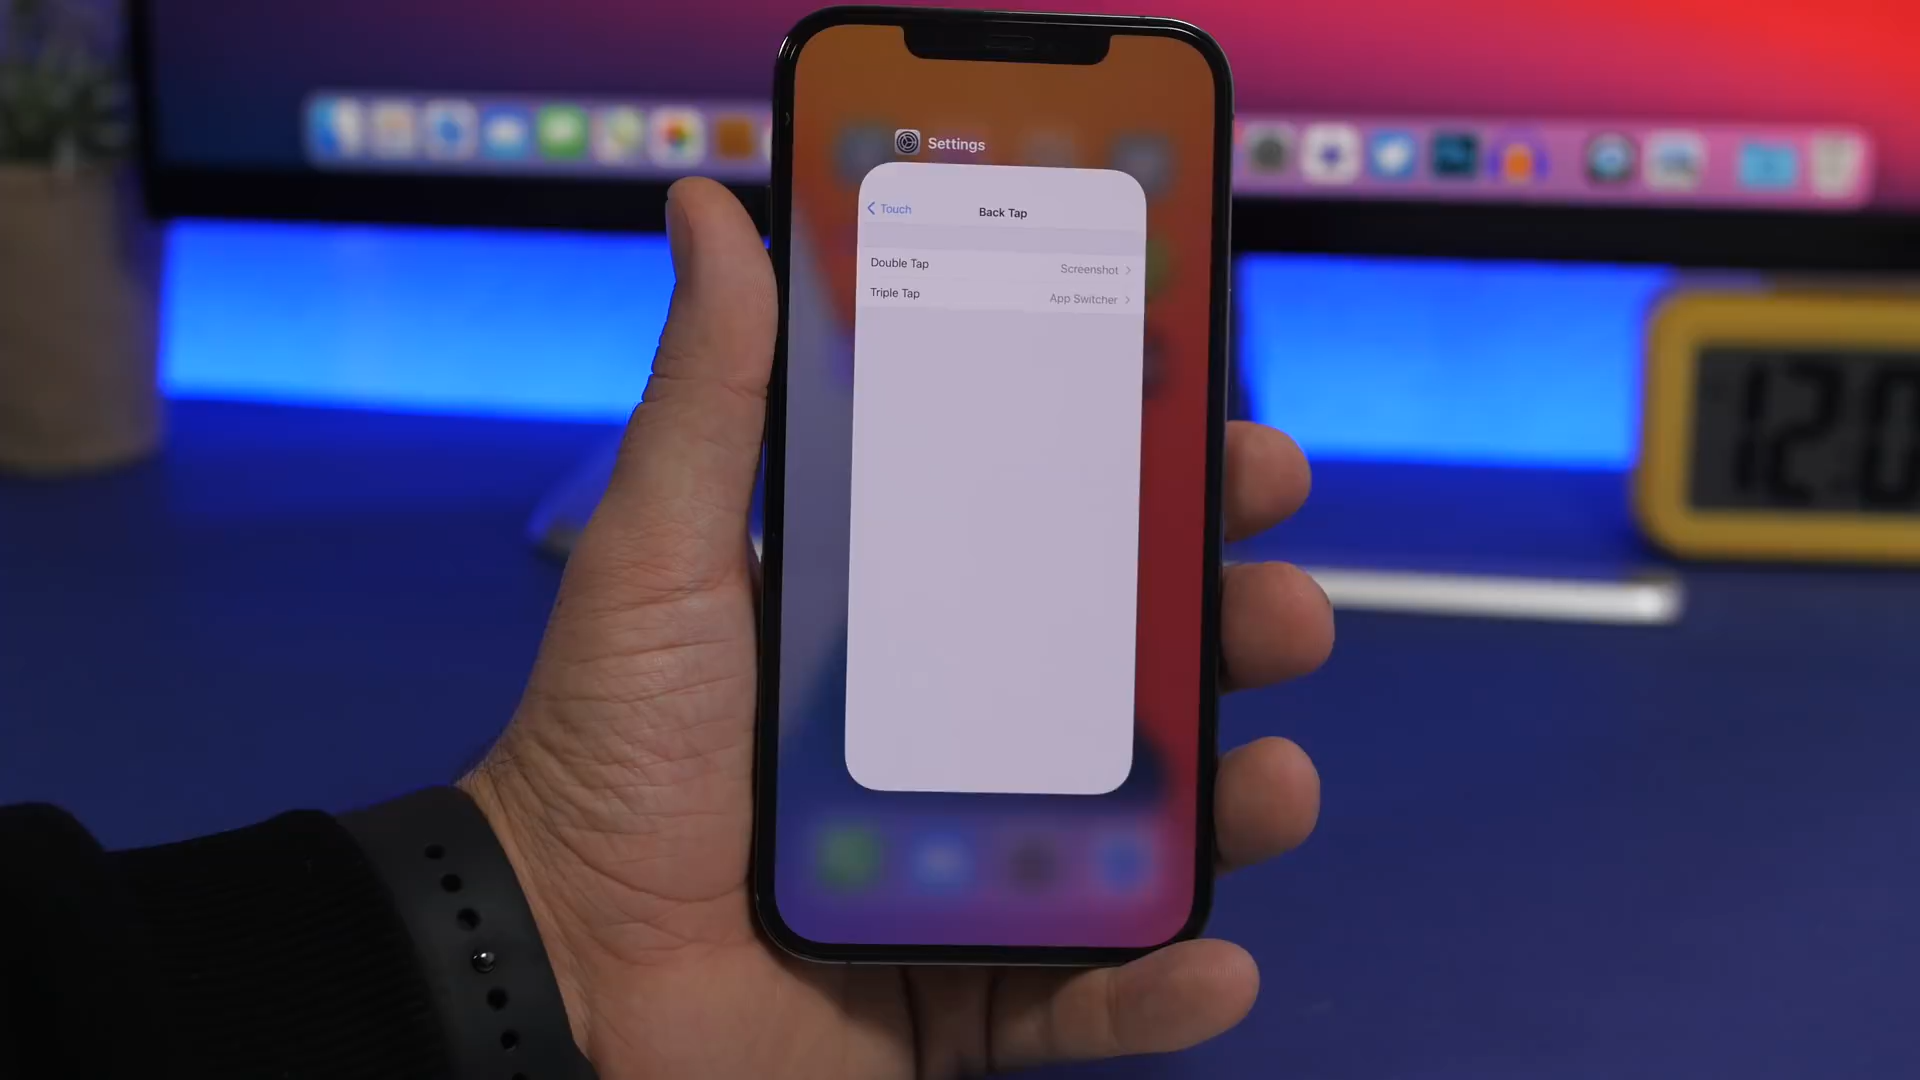 Settings
Touch
Back Tap
Double Tap
Screenshot
Triple Tap
App Switcher